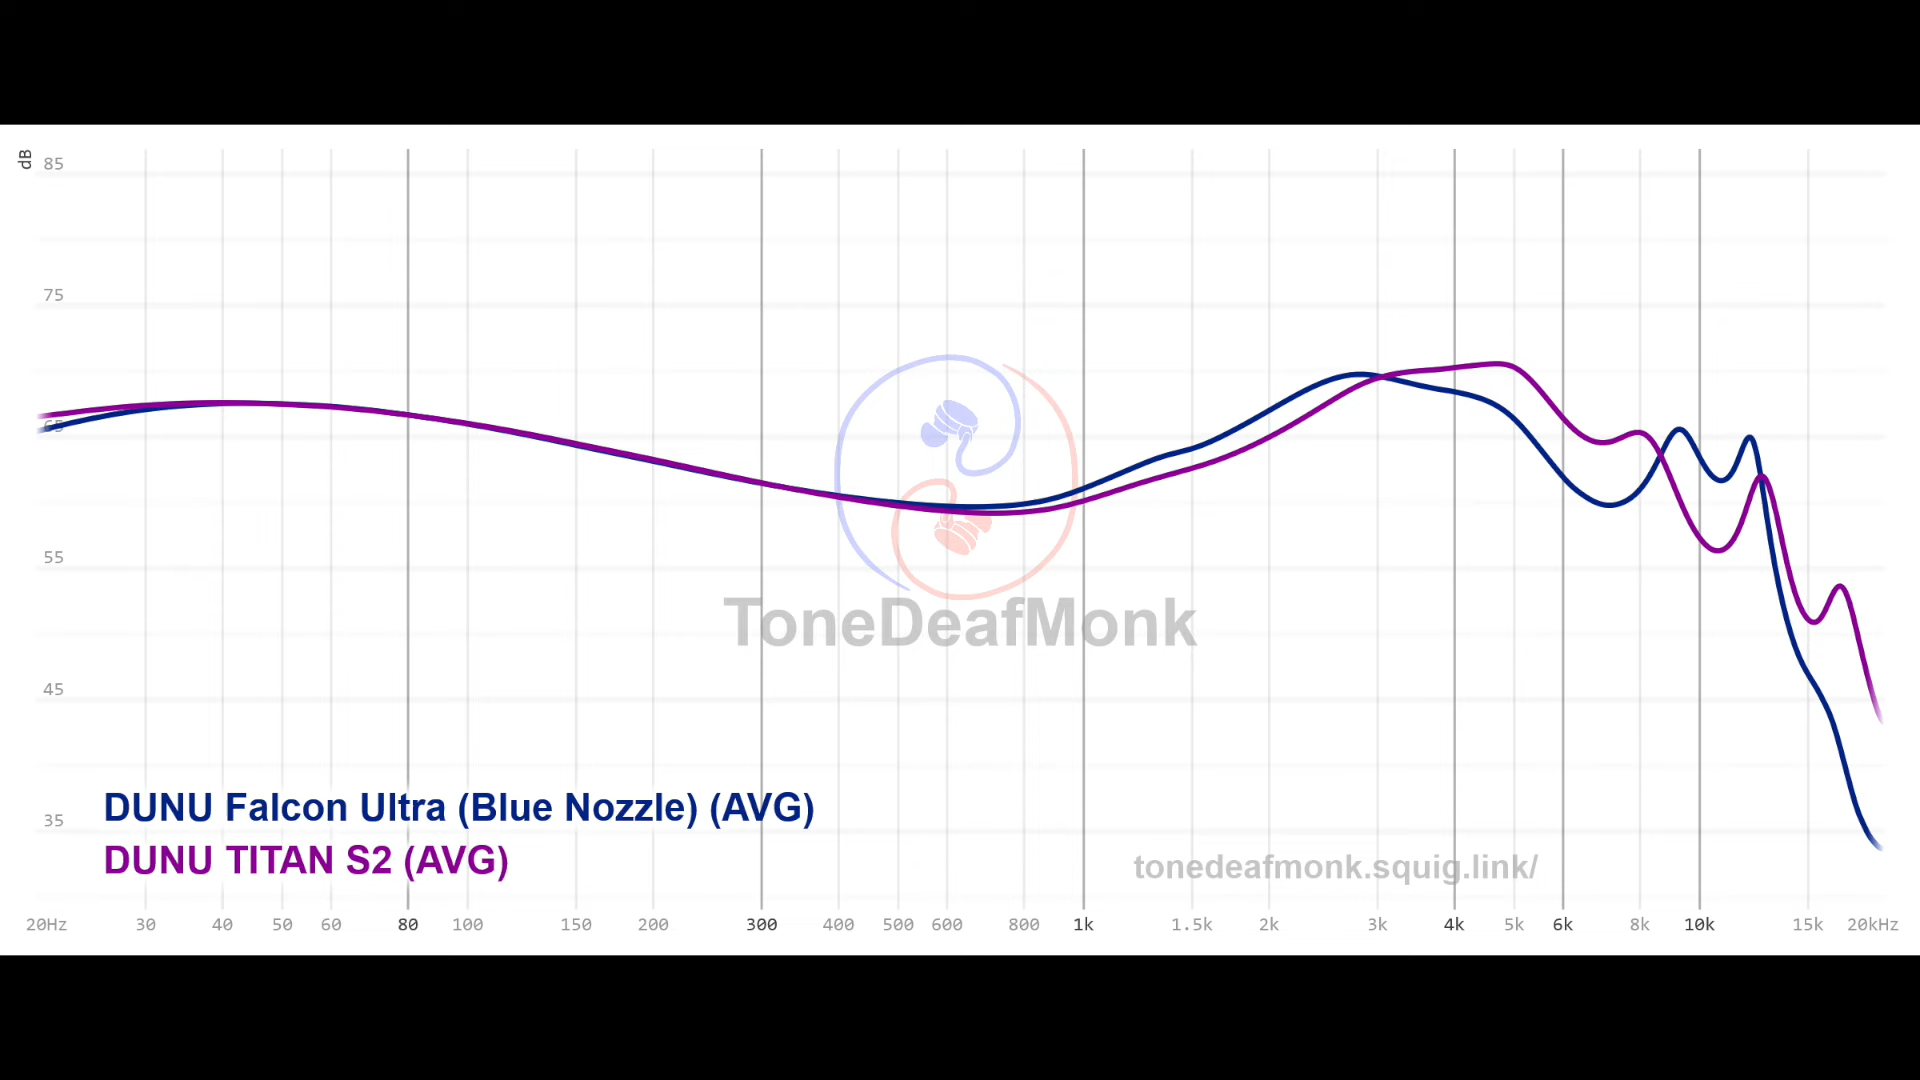 dB
85
75
65
55
45
35
ToneDeafMonk
DUNU Falcon Ultra (Blue Nozzle) (AVG)
DUNU TITAN S2 (AVG)
tonedeafmonk.squig.link/
20Hz 30 40 50 60 80 100 150 200 300 400 500 600 800 1k 1.5k 2k 3k 4k 5k 6k 8k 10k 15k 20kHz